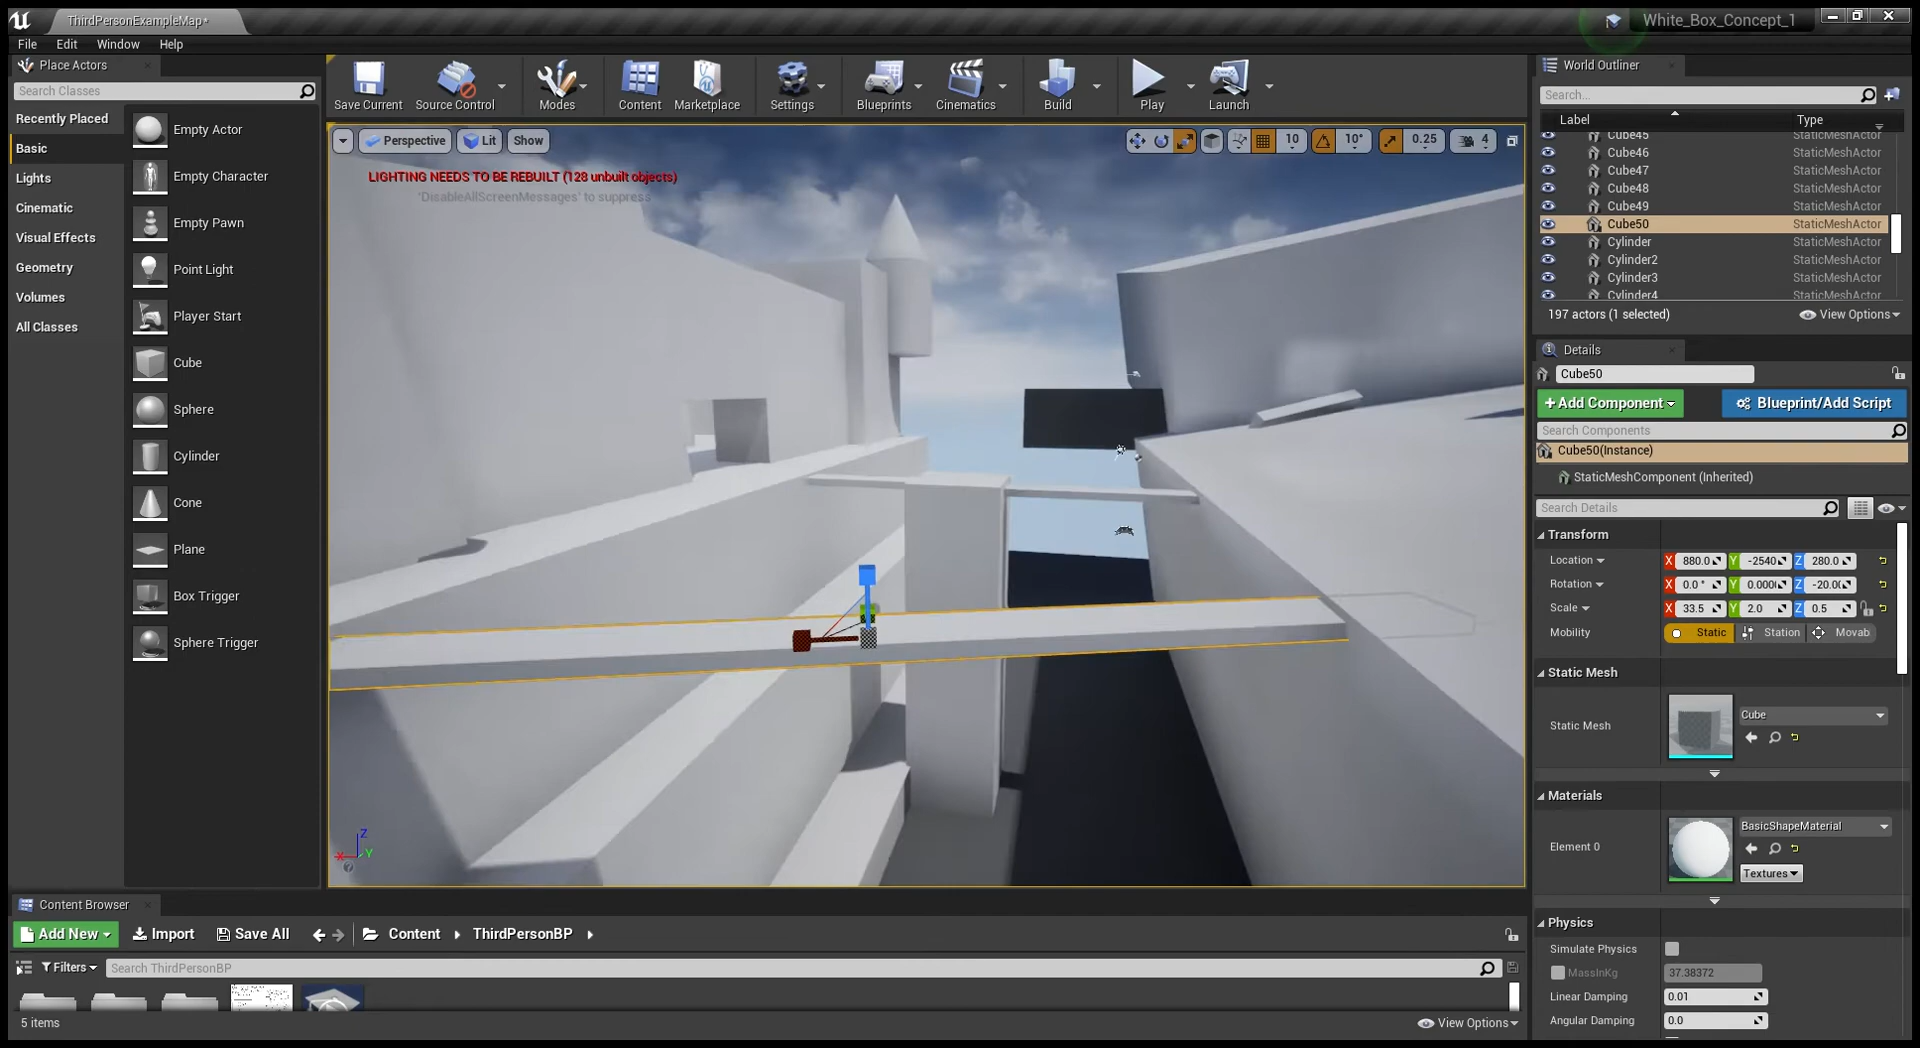 ThirdPersonExampleMap*
White_Box_Concept_1
File Edit Window Help
Place Actors
Search Classes
Recently Placed
Basic
Lights
Cinematic
Visual Effects
Geometry
Volumes
All Classes
Empty Actor
Empty Character
Empty Pawn
Point Light
Player Start
Cube
Sphere
Cylinder
Cone
Plane
Box Trigger
Sphere Trigger
Save Current Source Control Modes Content Marketplace Settings Blueprints Cinematics Build Play Launch
Perspective Lit Show
10 10° 0.25 4
LIGHTING NEEDS TO BE REBUILT (128 unbuilt objects)
'DisableAllScreenMessages' to suppress
Z
X Y
World Outliner
Search...
Label Type
Cube45 StaticMeshActor
Cube46 StaticMeshActor
Cube47 StaticMeshActor
Cube48 StaticMeshActor
Cube49 StaticMeshActor
Cube50 StaticMeshActor
Cylinder StaticMeshActor
Cylinder2 StaticMeshActor
Cylinder3 StaticMeshActor
Cylinder4 StaticMeshActor
197 actors (1 selected) View Options
Details
Cube50
+Add Component Blueprint/Add Script
Search Components
Cube50(Instance)
StaticMeshComponent (Inherited)
Search Details
Transform
Location X 880.0 Y -2540 Z 280.0
Rotation X 0.0 ° Y 0.000 Z -20.0
Scale X 33.5 Y 2.0 Z 0.5
Mobility Static Station Movab
Static Mesh
Static Mesh Cube
Materials
Element 0 BasicShapeMaterial
Textures
Physics
Simulate Physics
MassInKg 37.38372
Linear Damping 0.01
Angular Damping 0.0
Content Browser
Add New Import Save All Content ThirdPersonBP
Filters Search ThirdPersonBP
5 items View Options